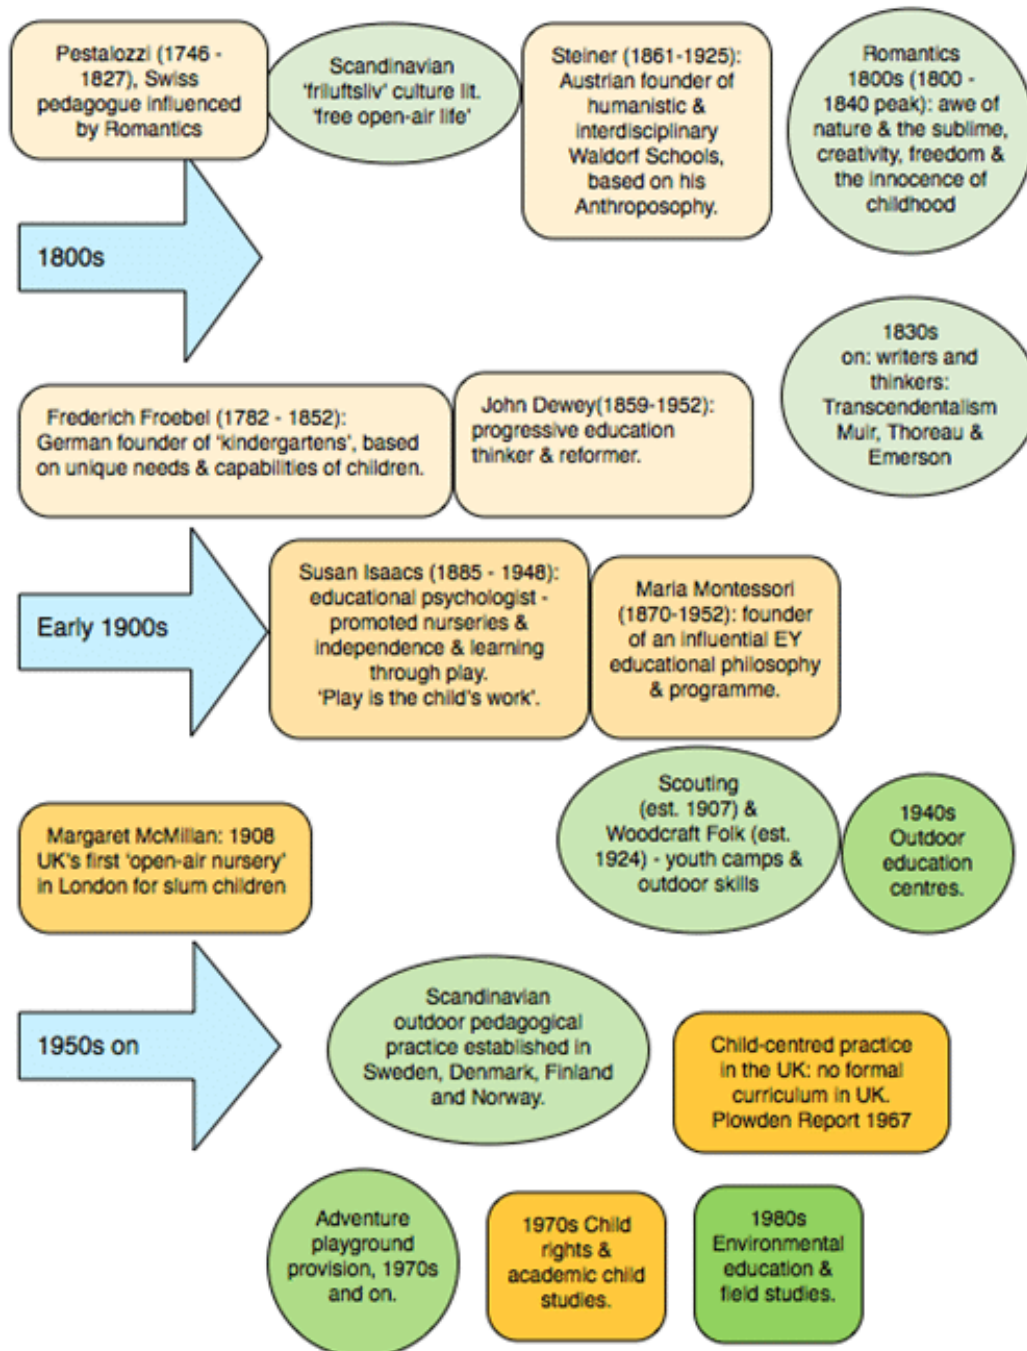 Pestalozzi (1746 -
1827), Swiss
pedagogue influenced
by Romantics
Scandinavian
'friluftsliv' culture lit.
'free open-air life'
Steiner (1861-1925):
Austrian founder of
humanistic &
interdisciplinary
Waldorf Schools,
based on his
Anthroposophy.
Romantics
1800s (1800 -
1840 peak): awe of
nature & the sublime,
creativity, freedom &
the innocence of
childhood
1800s
1830s
on: writers and
thinkers:
Transcendentalism
Muir, Thoreau &
Emerson
Frederich Froebel (1782 - 1852):
German founder of 'kindergartens', based
on unique needs & capabilities of children.
John Dewey(1859-1952):
progressive education
thinker & reformer.
Early 1900s
Susan Isaacs (1885 - 1948):
educational psychologist -
promoted nurseries &
independence & learning
through play.
'Play is the child's work'.
Maria Montessori
(1870-1952): founder
of an influential EY
educational philosophy
& programme.
Scouting
(est. 1907) &
Woodcraft Folk (est.
1924) - youth camps &
outdoor skills
1940s
Outdoor
education
centres.
Margaret McMillan: 1908
UK's first 'open-air nursery'
in London for slum children
1950s on
Scandinavian
outdoor pedagogical
practice established in
Sweden, Denmark, Finland
and Norway.
Child-centred practice
in the UK: no formal
curriculum in UK.
Plowden Report 1967
Adventure
playground
provision, 1970s
and on.
1970s Child
rights &
academic child
studies.
1980s
Environmental
education &
field studies.